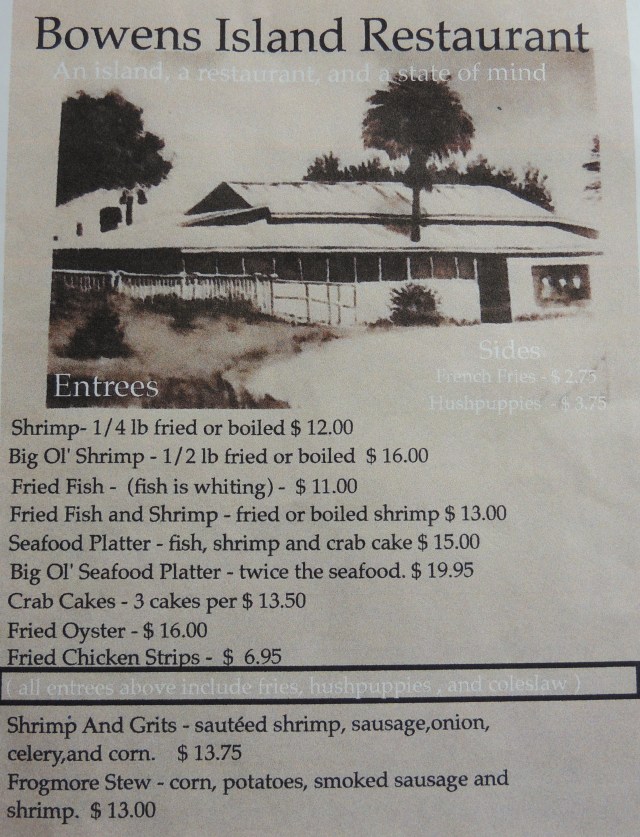 Bowens Island Restaurant
An island, a restaurant, and a state of mind
Sides
French Fries - $ 2.75
Hushpuppies - $ 3.75
Entrees
Shrimp- 1/4 lb fried or boiled $ 12.00
Big Ol' Shrimp - 1/2 lb fried or boiled $ 16.00
Fried Fish - (fish is whiting) - $ 11.00
Fried Fish and Shrimp - fried or boiled shrimp $ 13.00
Seafood Platter - fish, shrimp and crab cake $ 15.00
Big Ol' Seafood Platter - twice the seafood. $ 19.95
Crab Cakes - 3 cakes per $ 13.50
Fried Oyster - $ 16.00
Fried Chicken Strips - $ 6.95
( all entrees above include fries, hushpuppies , and coleslaw )
Shrimp And Grits - sautéed shrimp, sausage,onion,
celery,and corn. $ 13.75
Frogmore Stew - corn, potatoes, smoked sausage and
shrimp. $ 13.00